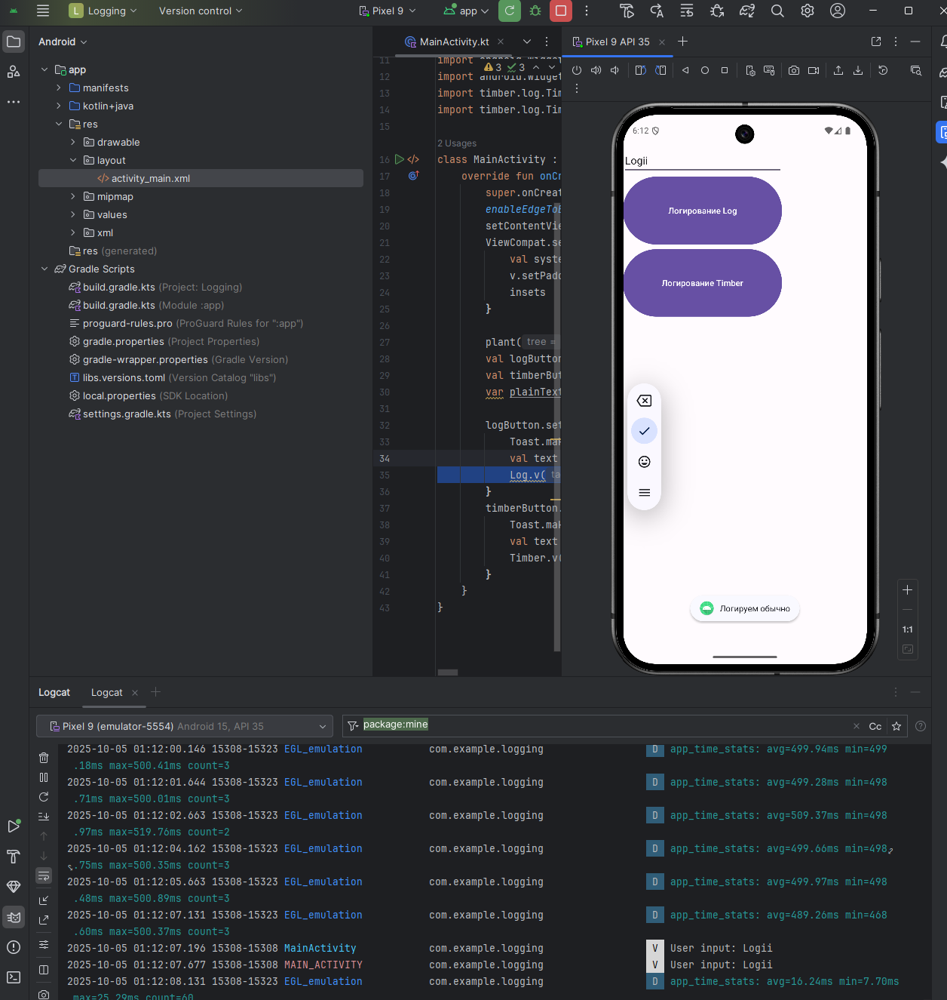 L Logging
Version control
Pixel 9
app
Android
app
manifests
kotlin+java
res
drawable
layout
</> activity_main.xml
mipmap
values
xml
res (generated)
Gradle Scripts
build.gradle.kts (Project: Logging)
build.gradle.kts (Module :app)
proguard-rules.pro (ProGuard Rules for ":app")
gradle.properties (Project Properties)
gradle-wrapper.properties (Gradle Version)
libs.versions.toml (Version Catalog "libs")
local.properties (SDK Location)
settings.gradle.kts (Project Settings)
MainActivity.kt
3 3
11 import android.widget
12 import android.widget
13 import timber.log.Tim
14 import timber.log.Tim
15
2 Usages
16 class MainActivity :
17 override fun onCr
18 super.onCreat
19 enableEdgeToE
20 setContentVie
21 ViewCompat.se
22 val syste
23 v.setPadd
24 insets
25 }
26
27 plant( tree =
28 val logButton
29 val timberBut
30 var plainText
31
32 logButton.set
33 Toast.mak
34 val text
35 Log.v( ta
36 }
37 timberButton.
38 Toast.mak
39 val text
40 Timber.v(
41 }
42 }
43 }
Pixel 9 API 35
6:12
Logii
Логирование Log
Логирование Timber
Логируем обычно
1:1
Logcat
Logcat
Pixel 9 (emulator-5554) Android 15, API 35
package:mine
Cc
2025-10-05 01:12:00.146 15308-15323 EGL_emulation com.example.logging D app_time_stats: avg=499.94ms min=499
.18ms max=500.41ms count=3
2025-10-05 01:12:01.644 15308-15323 EGL_emulation com.example.logging D app_time_stats: avg=499.28ms min=498
.71ms max=500.01ms count=3
2025-10-05 01:12:02.663 15308-15323 EGL_emulation com.example.logging D app_time_stats: avg=509.37ms min=498
.97ms max=519.76ms count=2
2025-10-05 01:12:04.162 15308-15323 EGL_emulation com.example.logging D app_time_stats: avg=499.66ms min=498
.75ms max=500.35ms count=3
2025-10-05 01:12:05.663 15308-15323 EGL_emulation com.example.logging D app_time_stats: avg=499.97ms min=498
.48ms max=500.89ms count=3
2025-10-05 01:12:07.131 15308-15323 EGL_emulation com.example.logging D app_time_stats: avg=489.26ms min=468
.60ms max=500.37ms count=3
2025-10-05 01:12:07.196 15308-15308 MainActivity com.example.logging V User input: Logii
2025-10-05 01:12:07.677 15308-15308 MAIN_ACTIVITY com.example.logging V User input: Logii
2025-10-05 01:12:08.131 15308-15323 EGL_emulation com.example.logging D app_time_stats: avg=16.24ms min=7.70ms
max=25.29ms count=60